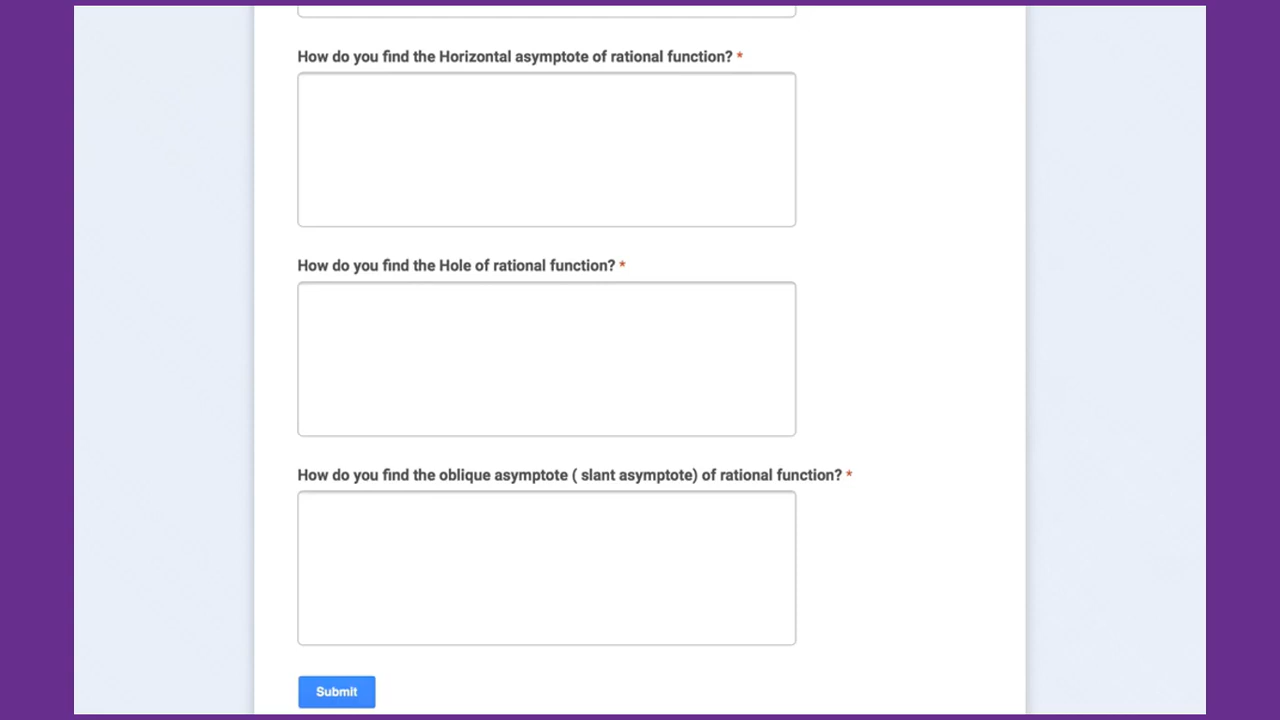 How do you find the Horizontal asymptote of rational function? *
How do you find the Hole of rational function? *
How do you find the oblique asymptote ( slant asymptote) of rational function? *
Submit